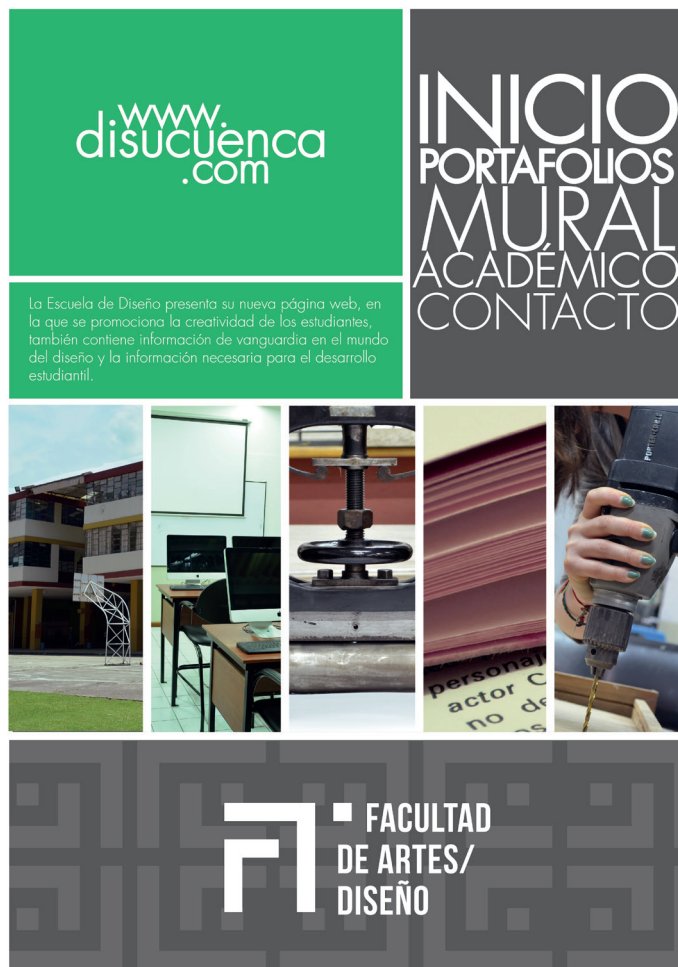 www.
disucuenca
.com
INICIO
PORTAFOLIOS
MURAL
ACADÉMICO
CONTACTO
La Escuela de Diseño presenta su nueva página web, en
la que se promociona la creatividad de los estudiantes,
también contiene información de vanguardia en el mundo
del diseño y la información necesaria para el desarrollo
estudiantil.
personaj
actor C
no de
FACULTAD
DE ARTES/
DISEÑO